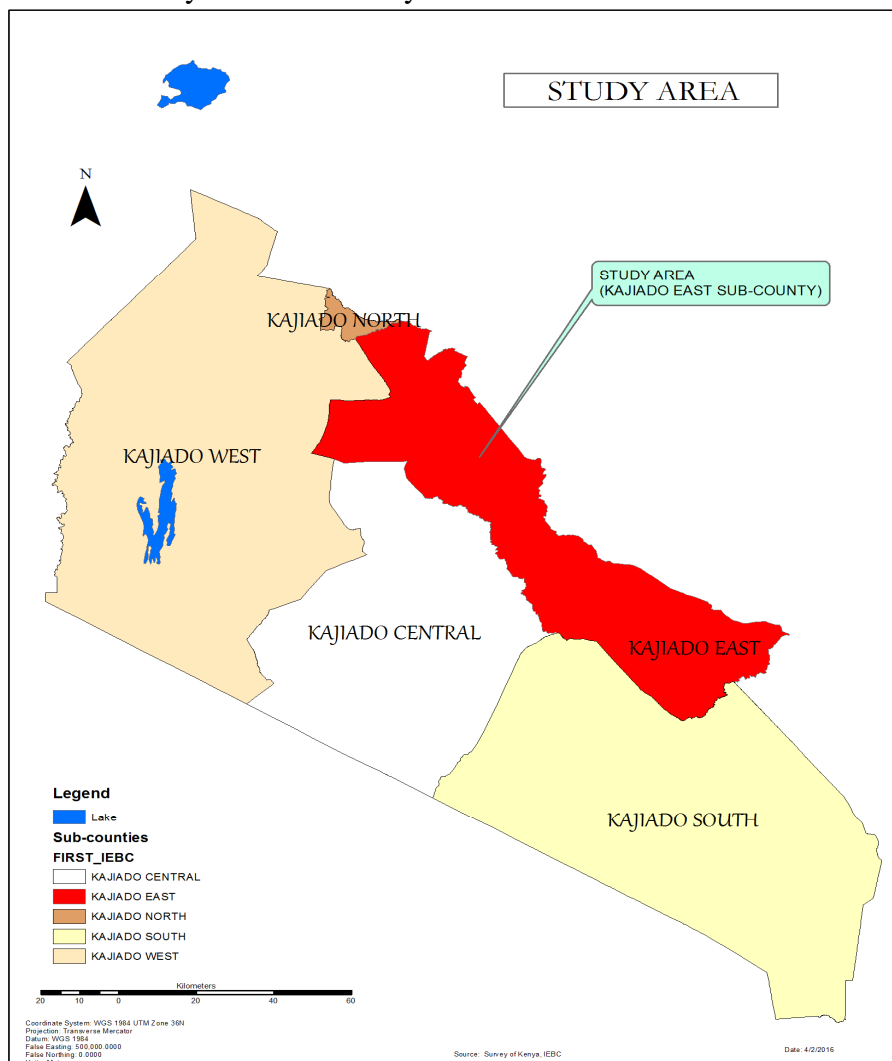 STUDY AREA
N
STUDY AREA
(KAJIADO EAST SUB-COUNTY)
KAJIADO NORTH
KAJIADO WEST
KAJIADO CENTRAL
KAJIADO EAST
KAJIADO SOUTH
Legend
Lake
Sub-counties
FIRST_IEBC
KAJIADO CENTRAL
KAJIADO EAST
KAJIADO NORTH
KAJIADO SOUTH
KAJIADO WEST
Kilometers
20 10 0 20 40 60
Coordinate System: WGS 1984 UTM Zone 36N
Projection: Transverse Mercator
Datum: WGS 1984
False Easting: 500,000.0000
False Northing: 0.0000
Source: Survey of Kenya, IEBC
Date: 4/2/2016